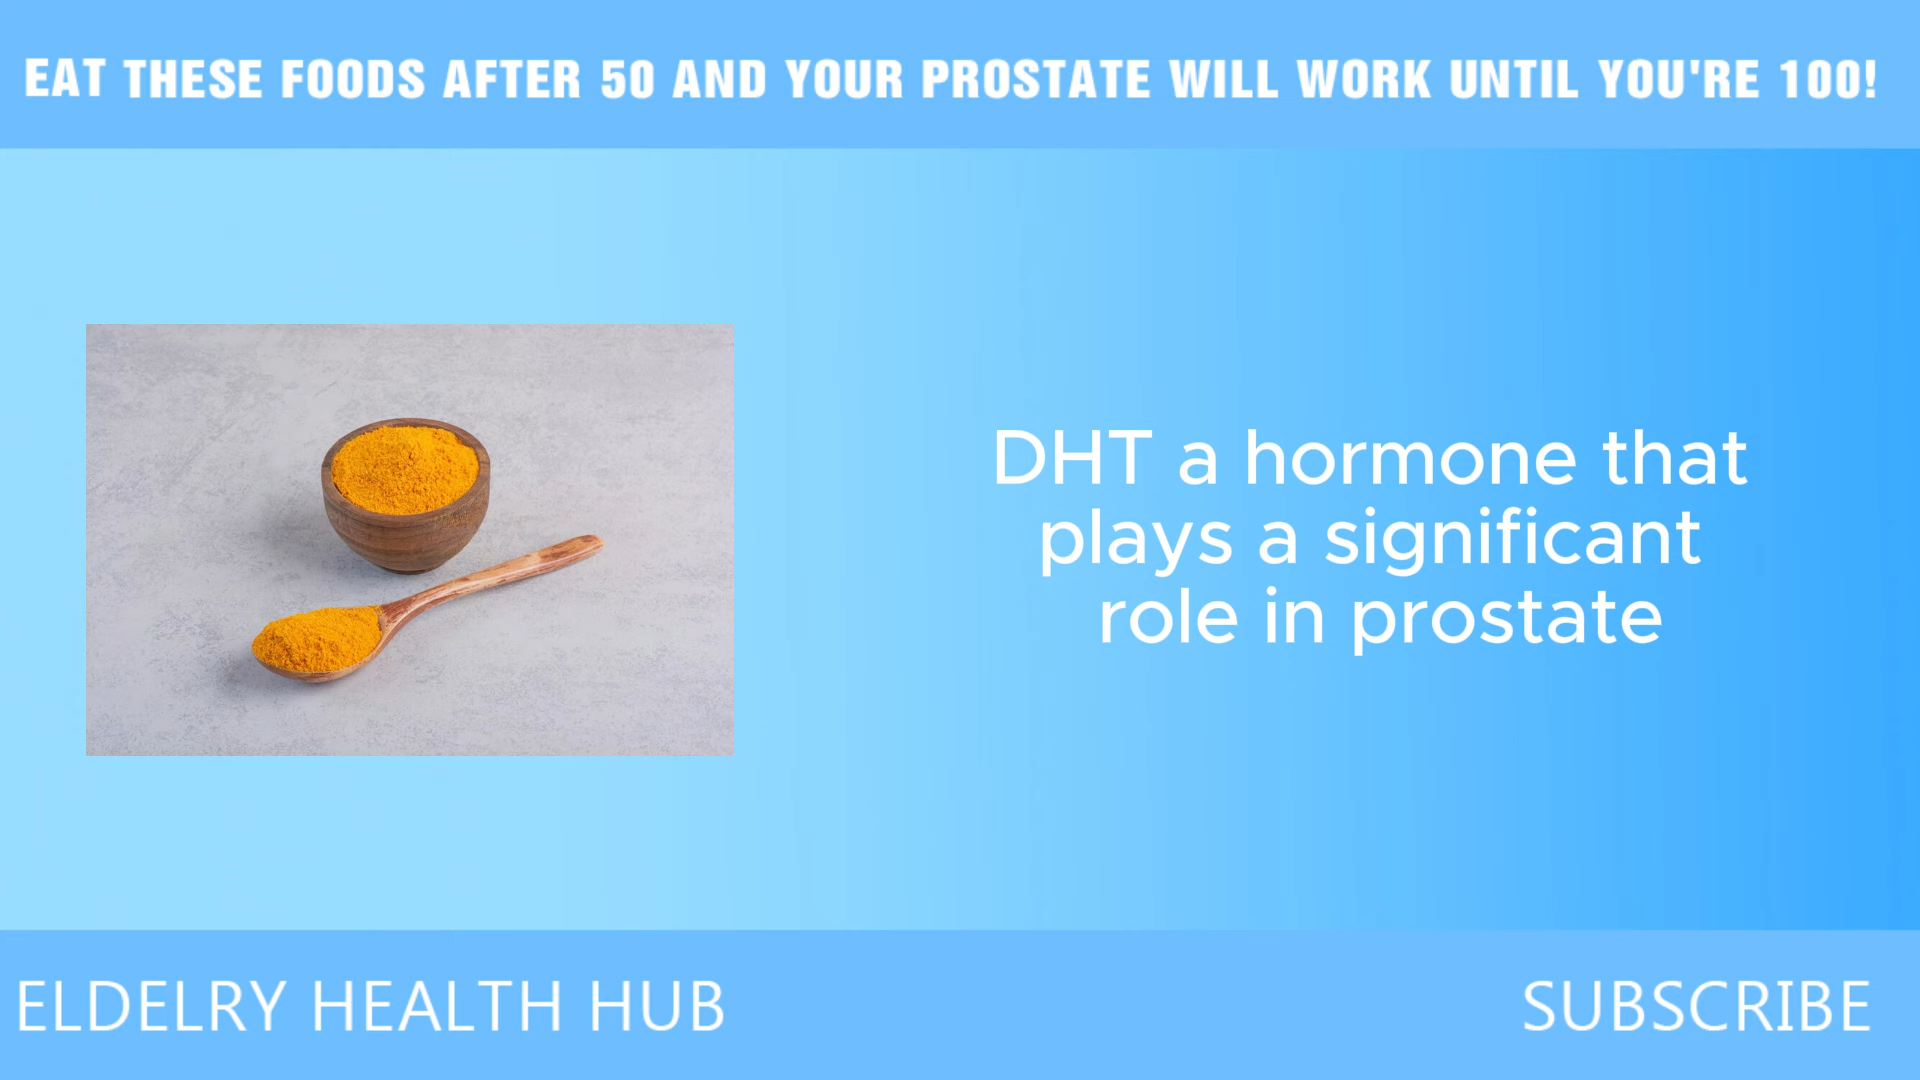 EAT THESE FOODS AFTER 50 AND YOUR PROSTATE WILL WORK UNTIL YOU'RE 100!
DHT a hormone that
plays a significant
role in prostate
ELDELRY HEALTH HUB
SUBSCRIBE